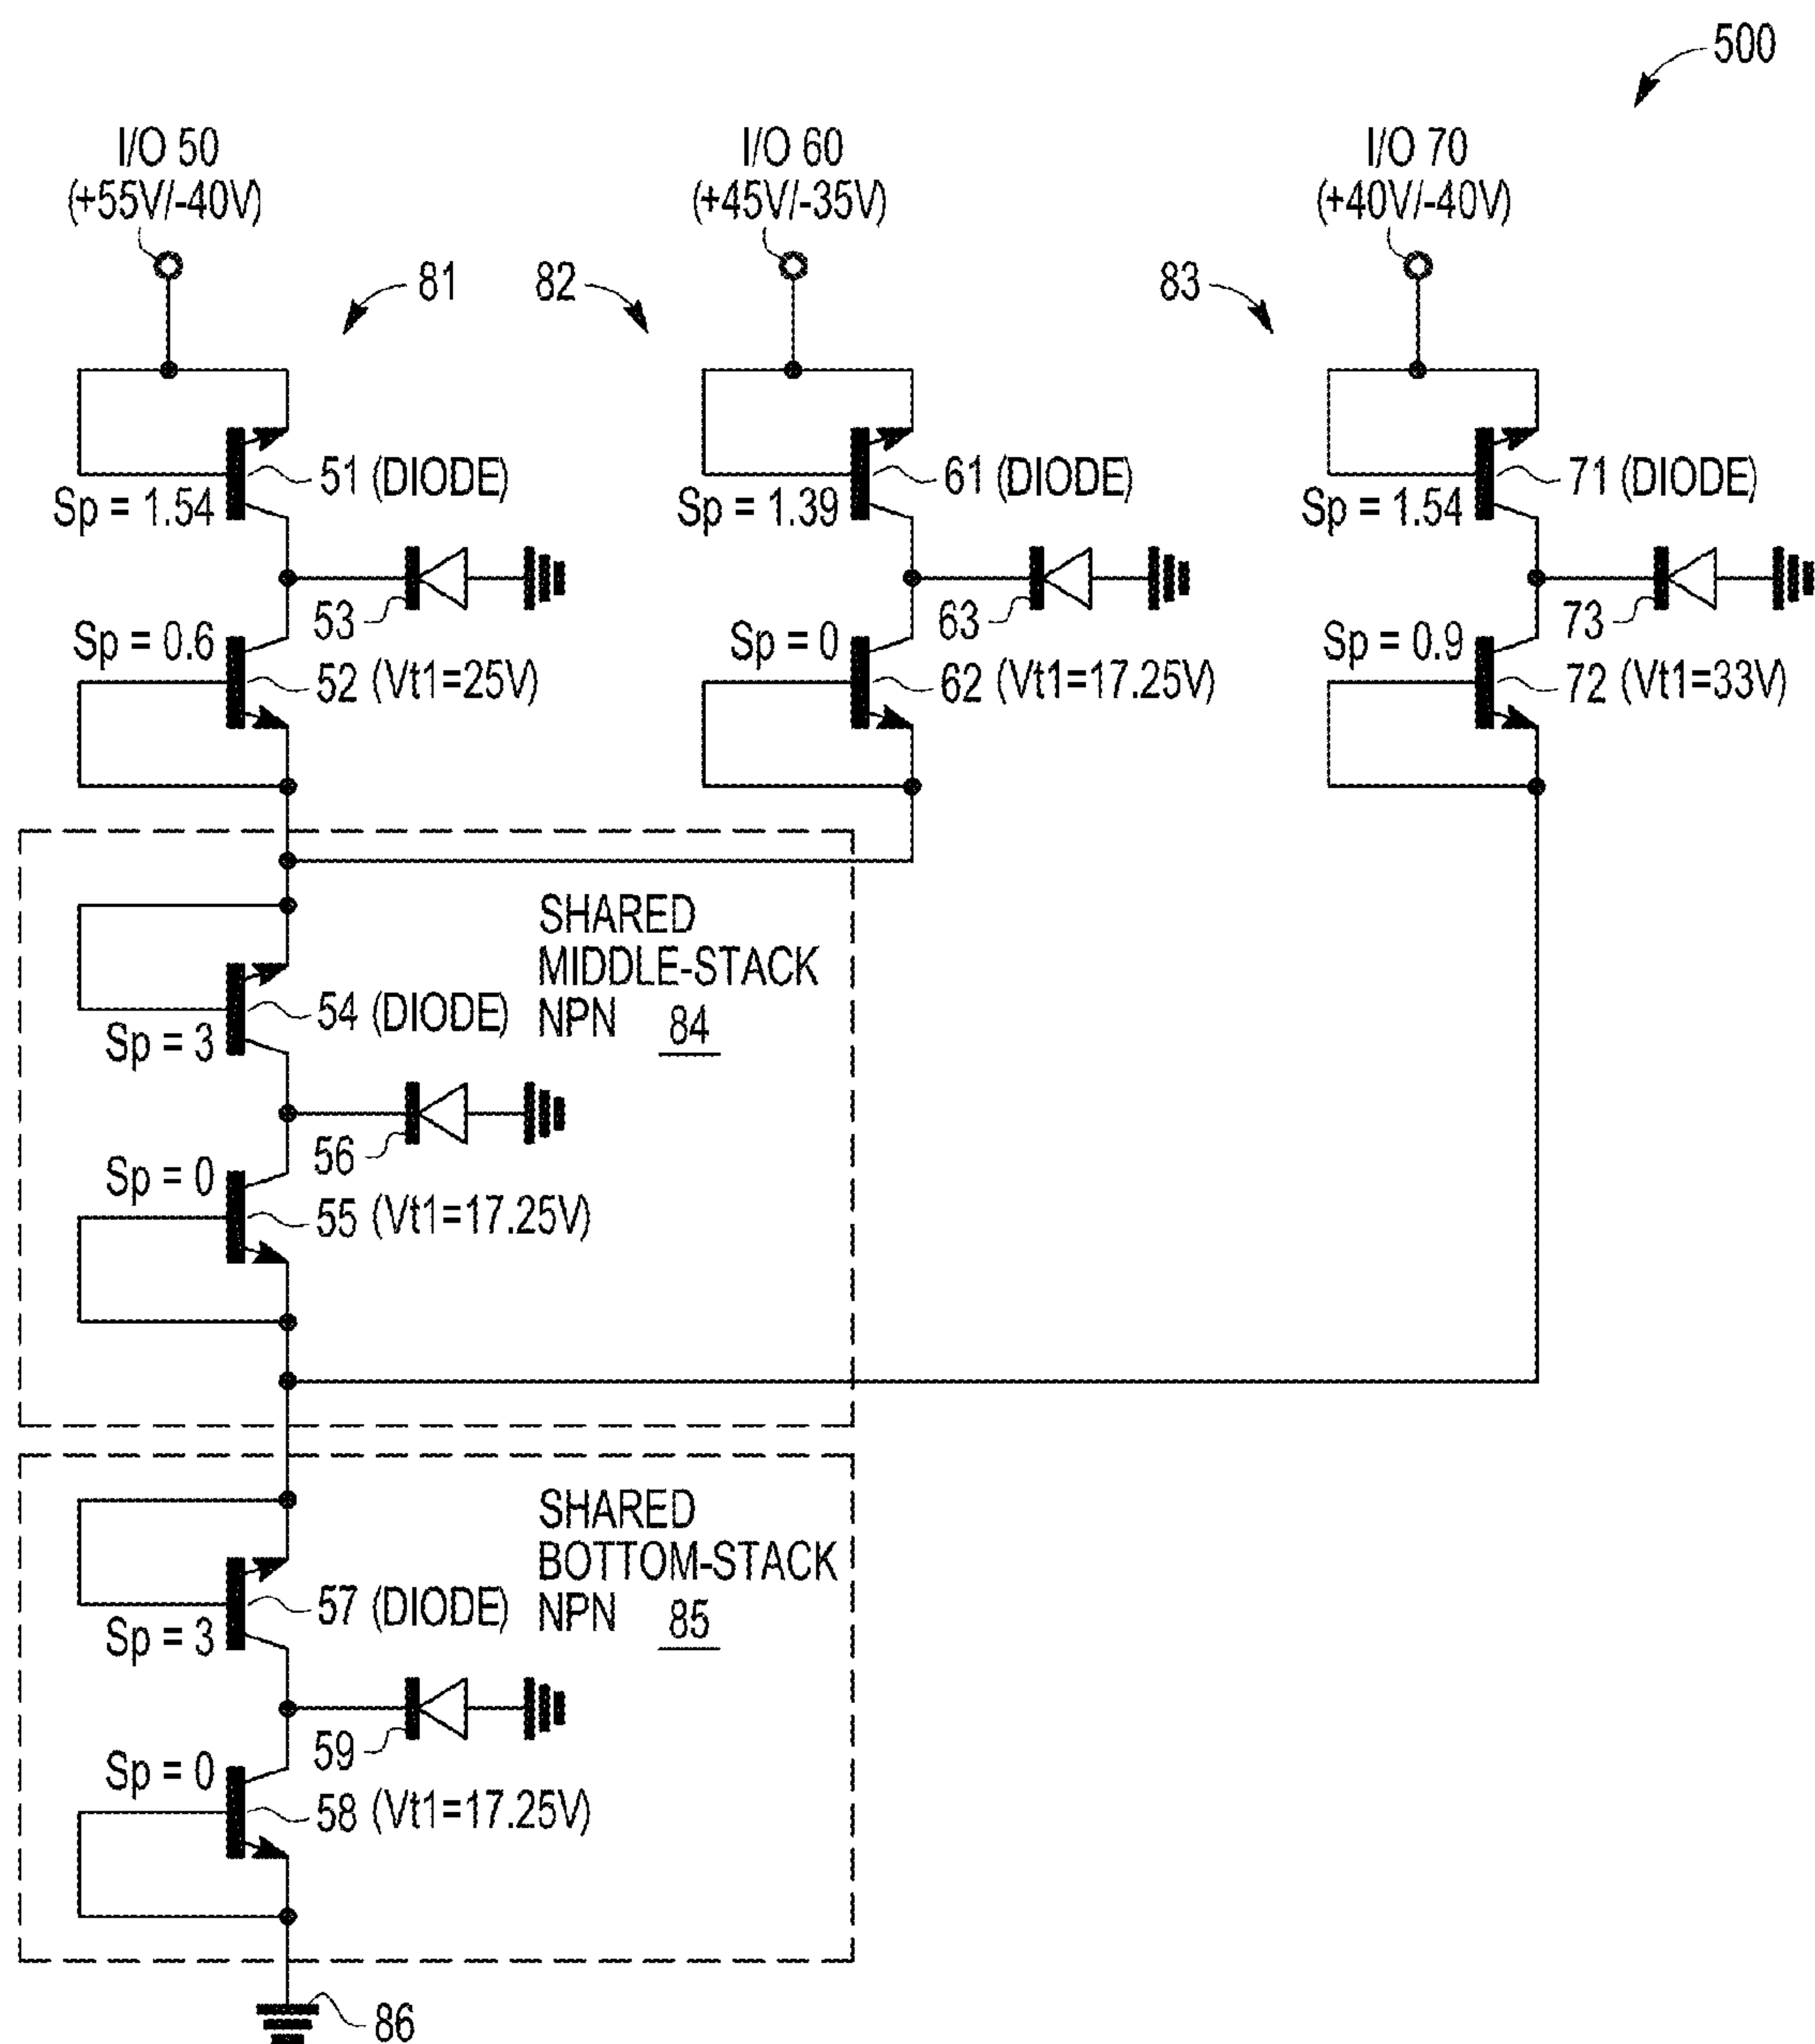 500
I/O 50
(+55V/-40V)
I/O 60
(+45V/-35V)
I/O 70
(+40V/-40V)
81
82
83
51 (DIODE)
Sp = 1.54
61 (DIODE)
Sp = 1.39
71 (DIODE)
Sp = 1.54
53
63
73
Sp = 0.6
52 (Vt1=25V)
Sp = 0
62 (Vt1=17.25V)
Sp = 0.9
72 (Vt1=33V)
SHARED
MIDDLE-STACK
NPN 84
54 (DIODE)
Sp = 3
56
Sp = 0
55 (Vt1=17.25V)
SHARED
BOTTOM-STACK
NPN 85
57 (DIODE)
Sp = 3
59
Sp = 0
58 (Vt1=17.25V)
86